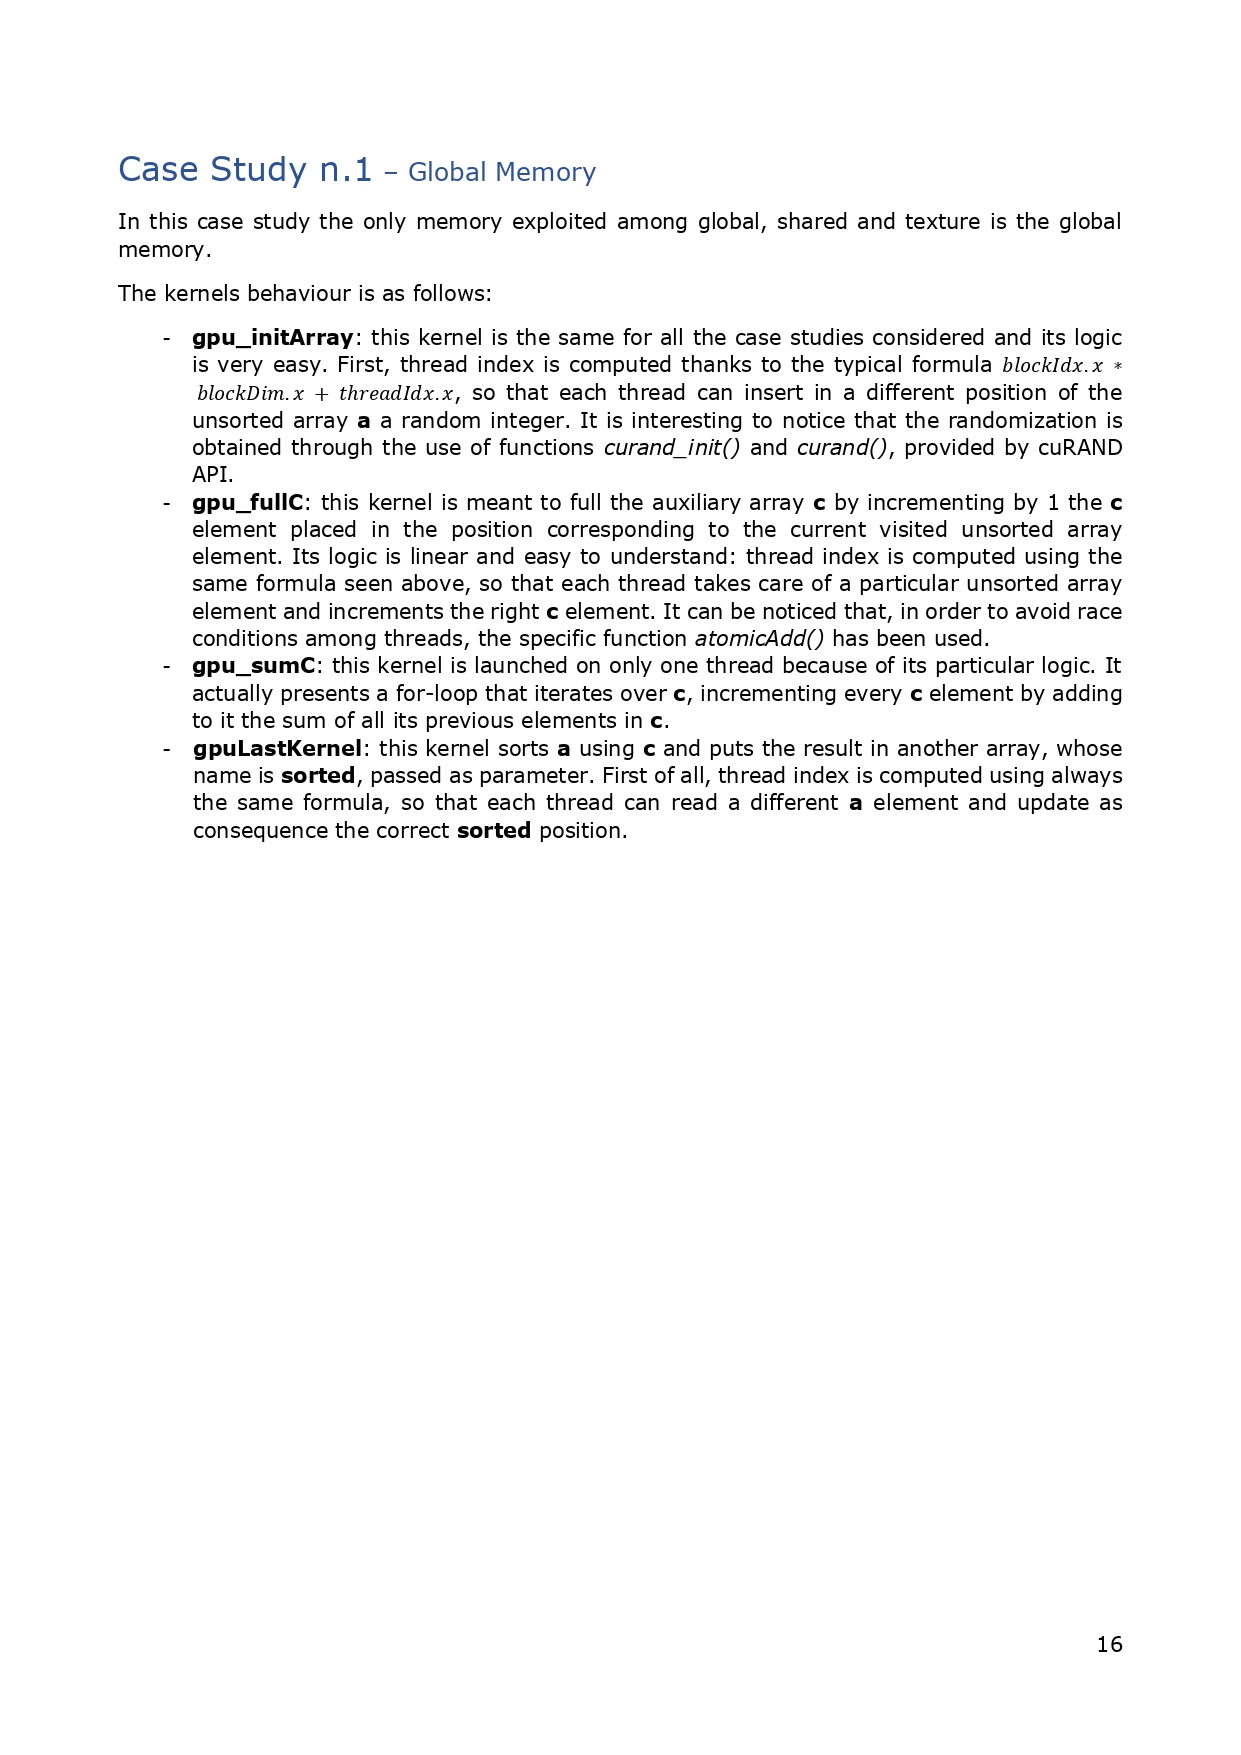 Case Study n.1 – Global Memory
In this case study the only memory exploited among global, shared and texture is the global
memory.
The kernels behaviour is as follows:
- gpu_initArray: this kernel is the same for all the case studies considered and its logic
is very easy. First, thread index is computed thanks to the typical formula blockIdx.x *
blockDim.x + threadIdx.x, so that each thread can insert in a different position of the
unsorted array a a random integer. It is interesting to notice that the randomization is
obtained through the use of functions curand_init() and curand(), provided by cuRAND
API.
- gpu_fullC: this kernel is meant to full the auxiliary array c by incrementing by 1 the c
element placed in the position corresponding to the current visited unsorted array
element. Its logic is linear and easy to understand: thread index is computed using the
same formula seen above, so that each thread takes care of a particular unsorted array
element and increments the right c element. It can be noticed that, in order to avoid race
conditions among threads, the specific function atomicAdd() has been used.
- gpu_sumC: this kernel is launched on only one thread because of its particular logic. It
actually presents a for-loop that iterates over c, incrementing every c element by adding
to it the sum of all its previous elements in c.
- gpuLastKernel: this kernel sorts a using c and puts the result in another array, whose
name is sorted, passed as parameter. First of all, thread index is computed using always
the same formula, so that each thread can read a different a element and update as
consequence the correct sorted position.
16